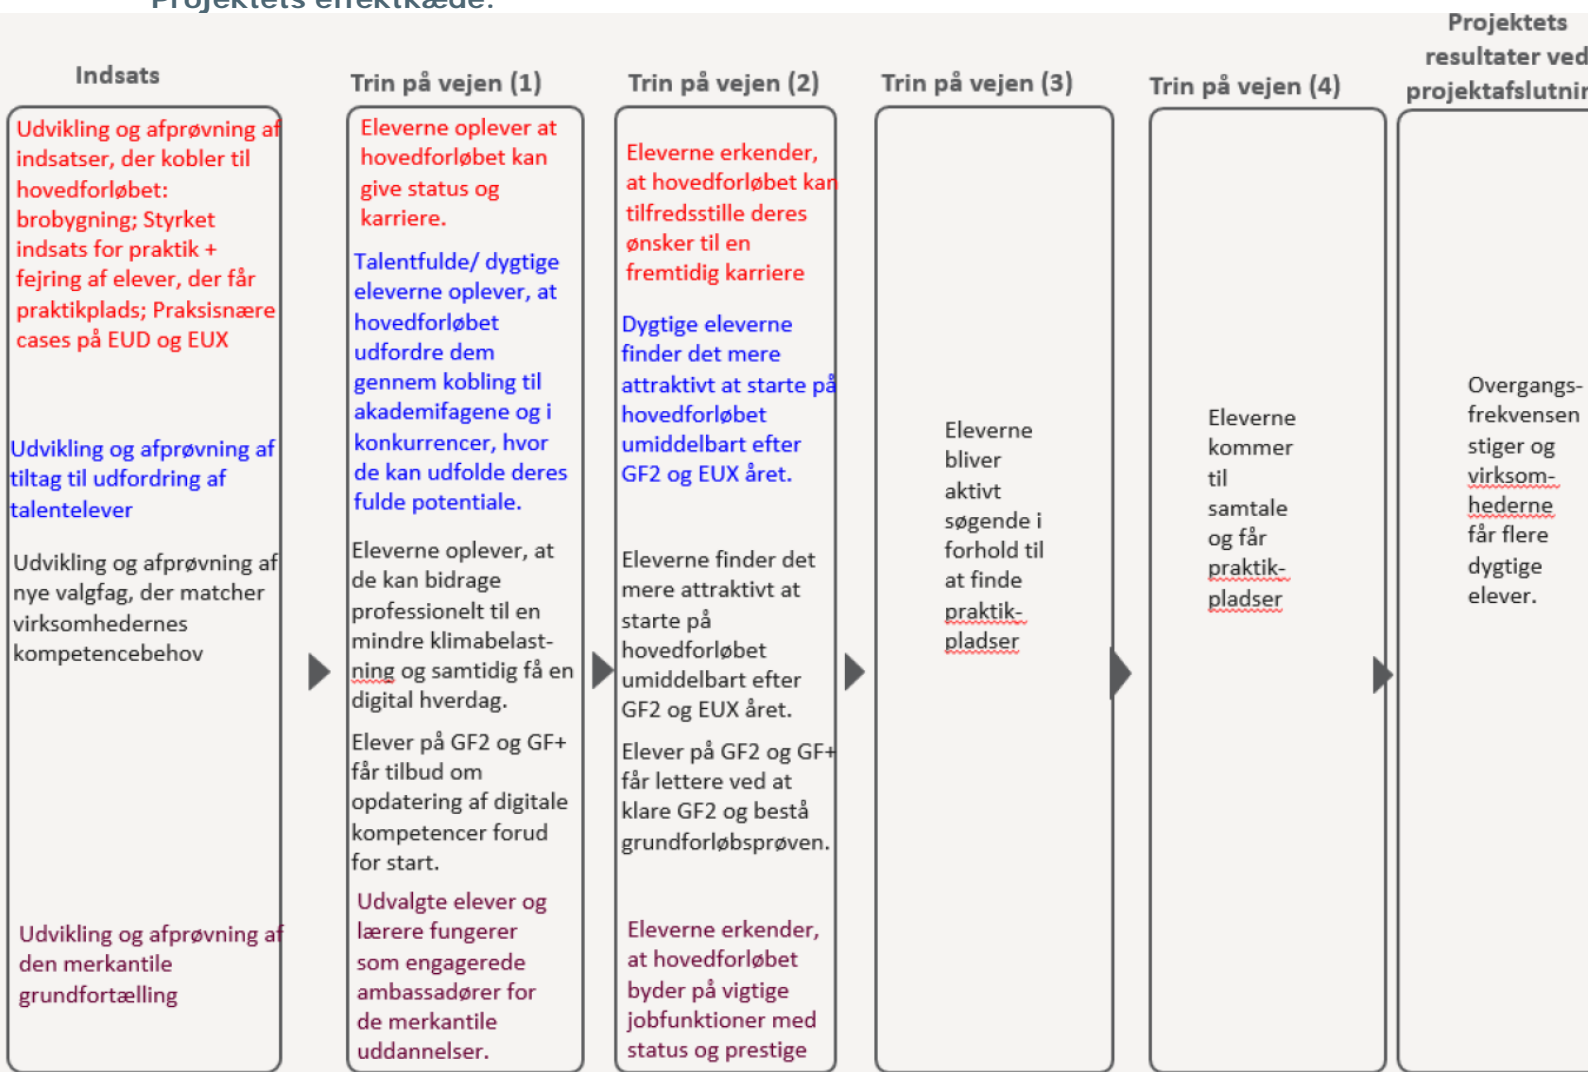 Projektets effektkæde:
Indsats
Udvikling og afprøvning af
indsatser, der kobler til
hovedforløbet:
brobygning; Styrket
indsats for praktik +
fejring af elever, der får
praktikplads; Praksisnære
cases på EUD og EUX
Udvikling og afprøvning af
tiltag til udfordring af
talentelever
Udvikling og afprøvning af
nye valgfag, der matcher
virksomhedernes
kompetencebehov
Udvikling og afprøvning af
den merkantile
grundfortælling
Trin på vejen (1)
Eleverne oplever at
hovedforløbet kan
give status og
karriere.
Talentfulde/ dygtige
eleverne oplever, at
hovedforløbet
udfordre dem
gennem kobling til
akademifagene og i
konkurrencer, hvor
de kan udfolde deres
fulde potentiale.
Eleverne oplever, at
de kan bidrage
professionelt til en
mindre klimabelast-
ning og samtidig få en
digital hverdag.
Elever på GF2 og GF+
får tilbud om
opdatering af digitale
kompetencer forud
for start.
Udvalgte elever og
lærere fungerer
som engagerede
ambassadører for
de merkantile
uddannelser.
Trin på vejen (2)
Eleverne erkender,
at hovedforløbet kan
tilfredsstille deres
ønsker til en
fremtidig karriere
Dygtige eleverne
finder det mere
attraktivt at starte på
hovedforløbet
umiddelbart efter
GF2 og EUX året.
Eleverne finder det
mere attraktivt at
starte på
hovedforløbet
umiddelbart efter
GF2 og EUX året.
Elever på GF2 og GF+
får lettere ved at
klare GF2 og bestå
grundforløbsprøven.
Eleverne erkender,
at hovedforløbet
byder på vigtige
jobfunktioner med
status og prestige
Trin på vejen (3)
Eleverne
bliver
aktivt
søgende i
forhold til
at finde
praktik-
pladser
Trin på vejen (4)
Eleverne
kommer
til
samtale
og får
praktik-
pladser
Projektets
resultater ved
projektafslutnin
Overgangs-
frekvensen
stiger og
virksom-
hederne
får flere
dygtige
elever.